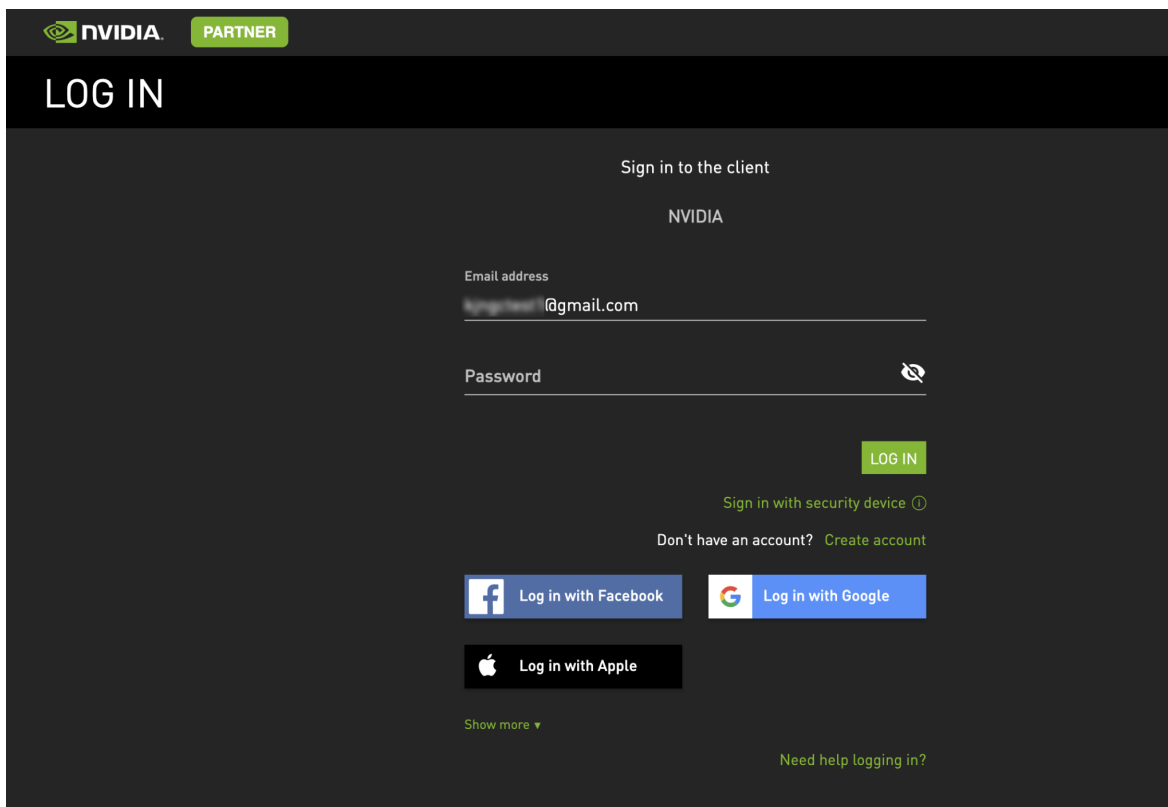 NVIDIA. PARTNER
LOG IN
Sign in to the client
NVIDIA
Email address
@gmail.com
Password
LOG IN
Sign in with security device
Don't have an account? Create account
Log in with Facebook
Log in with Google
Log in with Apple
Show more
Need help logging in?